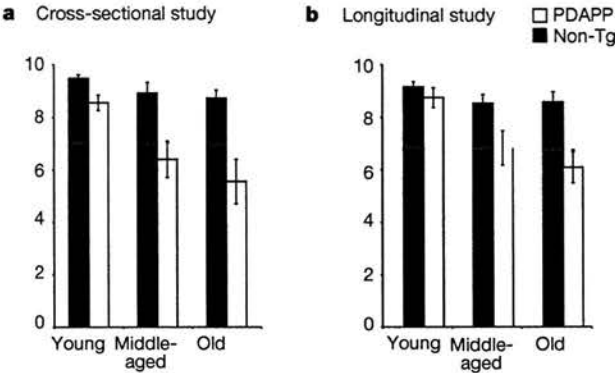 a Cross-sectional study
10
8
6
4
2
0
Young Middle-aged Old
b Longitudinal study
PDAPP
Non-Tg
10
8
6
4
2
0
Young Middle-aged Old